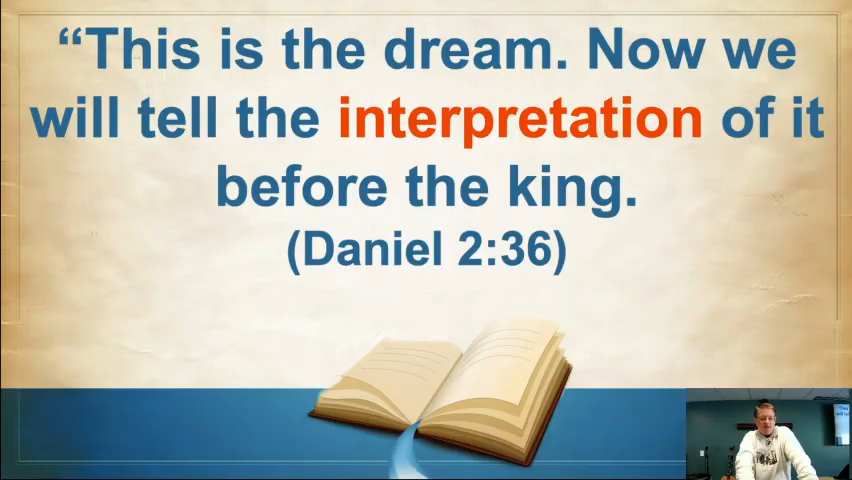 “This is the dream. Now we
will tell the interpretation of it
before the king.
(Daniel 2:36)